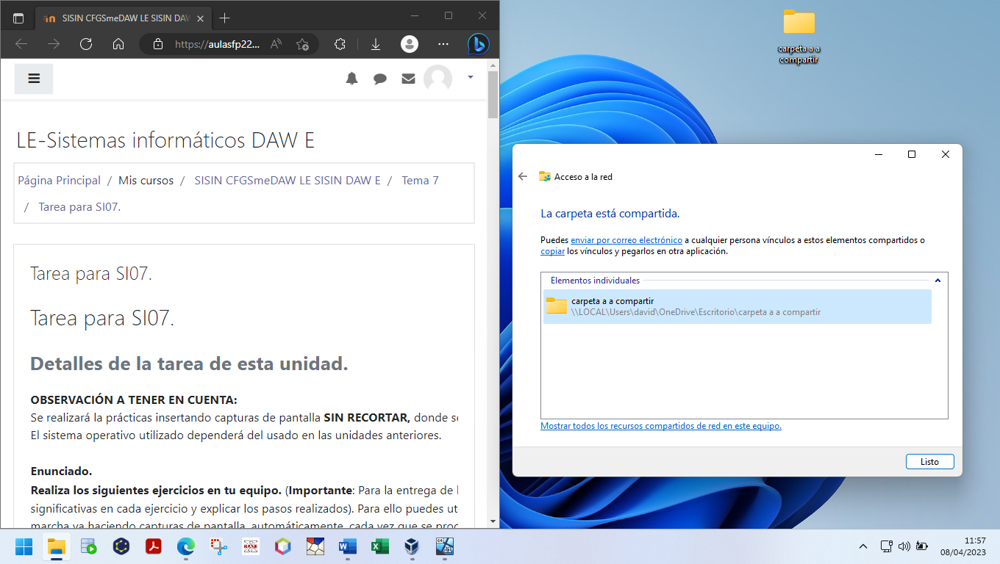 SISIN CFGSmeDAW LE SISIN DAW
https://aulasfp22...
LE-Sistemas informáticos DAW E
Página Principal / Mis cursos / SISIN CFGSmeDAW LE SISIN DAW E / Tema 7
/ Tarea para SI07.
Tarea para SI07.
Tarea para SI07.
Detalles de la tarea de esta unidad.
OBSERVACIÓN A TENER EN CUENTA:
Se realizará la prácticas insertando capturas de pantalla SIN RECORTAR, donde
El sistema operativo utilizado dependerá del usado en las unidades anteriores.
Enunciado.
Realiza los siguientes ejercicios en tu equipo. (Importante: Para la entrega de
significativas en cada ejercicio y explicar los pasos realizados). Para ello puedes ut
marcha va haciendo capturas de pantalla, automáticamente, cada vez que se
carpeta a a
compartir
Acceso a la red
La carpeta está compartida.
Puedes enviar por correo electrónico a cualquier persona vínculos a estos elementos compartidos o
copiar los vínculos y pegarlos en otra aplicación.
Elementos individuales
carpeta a a compartir
\\LOCAL\Users\david\OneDrive\Escritorio\carpeta a a compartir
Mostrar todos los recursos compartidos de red en este equipo.
Listo
11:57
08/04/2023